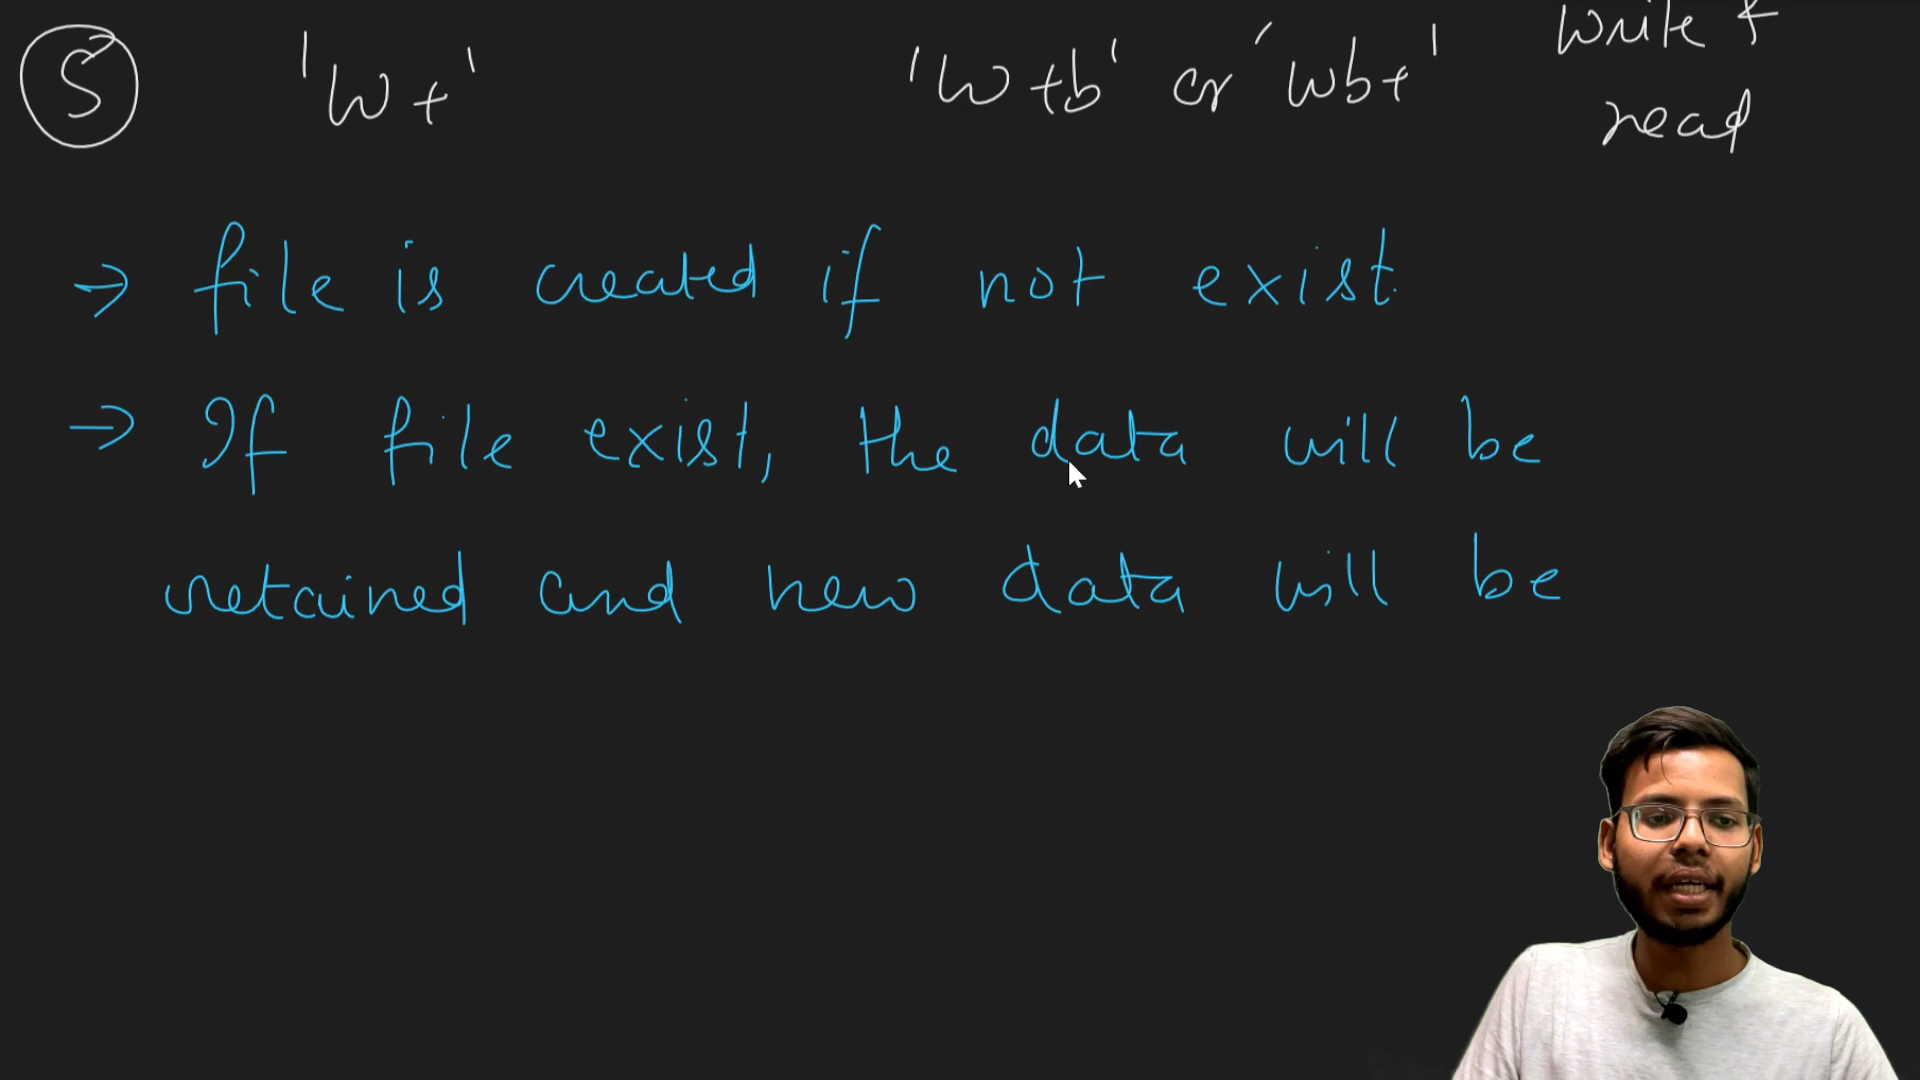 5 'w+' 'w+b' or 'wb+' write + read
→ file is created if not exist.
→ If file exist, the data will be
retained and new data will be